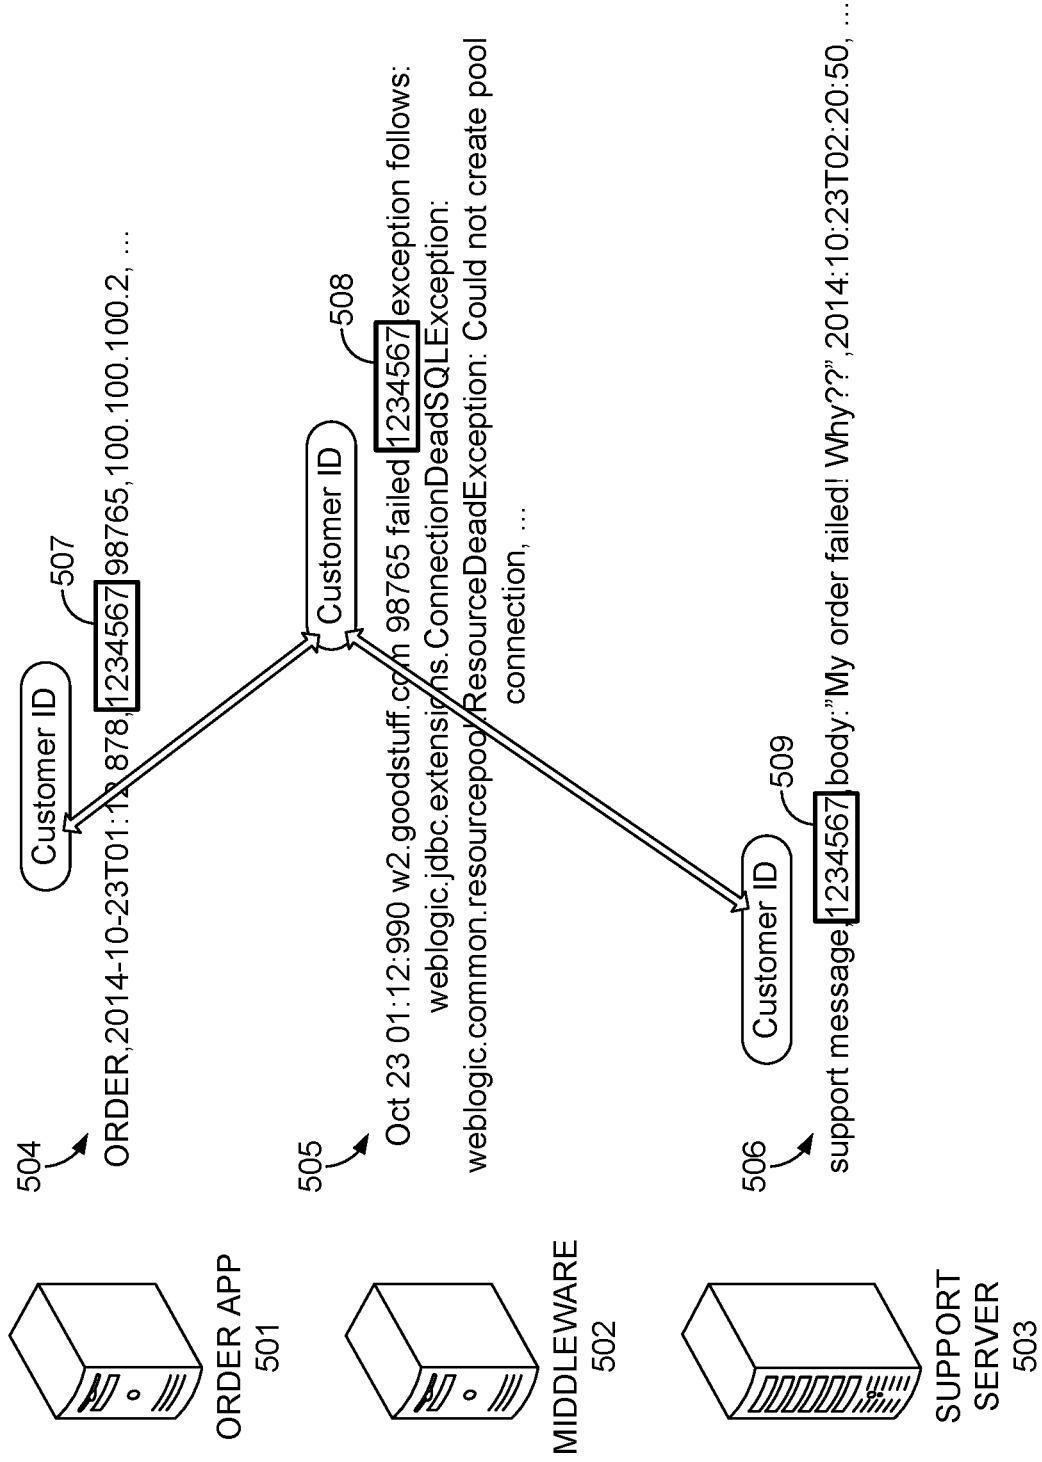 504
Customer ID
507
ORDER,2014-10-23T01:12:878,1234567,98765,100.100.100.2, …
ORDER APP
501
505
Customer ID
508
Oct 23 01:12:990 w2.goodstuff.com 98765 failed 1234567 exception follows:
weblogic.jdbc.extensions.ConnectionDeadSQLException:
weblogic.common.resourcepool.ResourceDeadException: Could not create pool
connection, …
MIDDLEWARE
502
506
Customer ID
509
support message,1234567,body:”My order failed! Why??”,2014:10:23T02:20:50, …
SUPPORT
SERVER
503